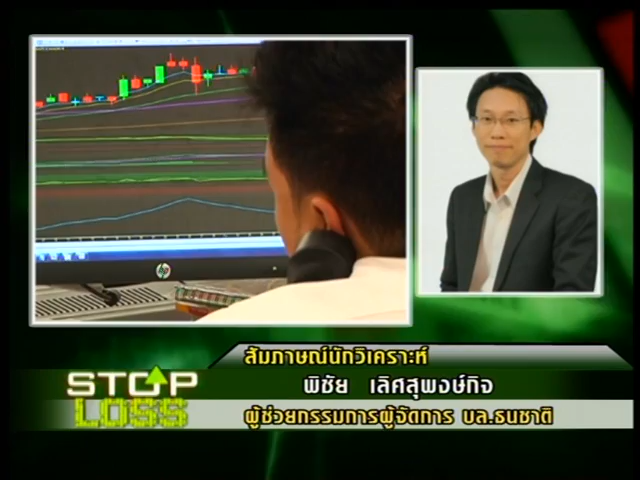 สัมภาษณ์นักวิเคราะห์
พิชัย เลิศสุพงษ์กิจ
ผู้ช่วยกรรมการผู้จัดการ บล.ธนชาติ
STOP
LOSS
hp